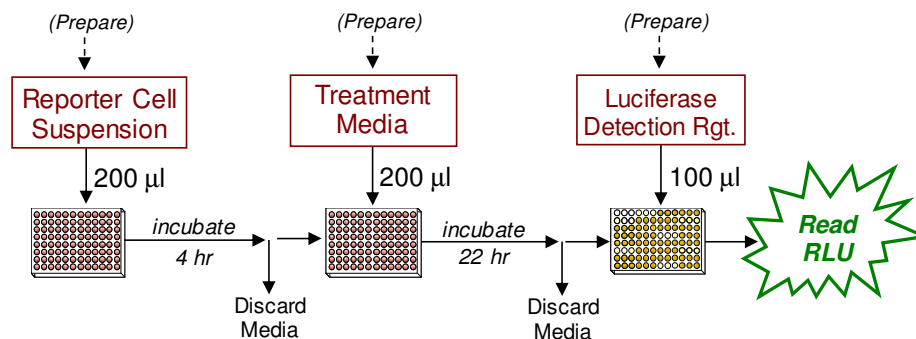 (Prepare)
(Prepare)
(Prepare)
Reporter Cell
Suspension
Treatment
Media
Luciferase
Detection Rgt.
200 µl
200 µl
100 µl
incubate
4 hr
incubate
22 hr
Read
RLU
Discard
Media
Discard
Media